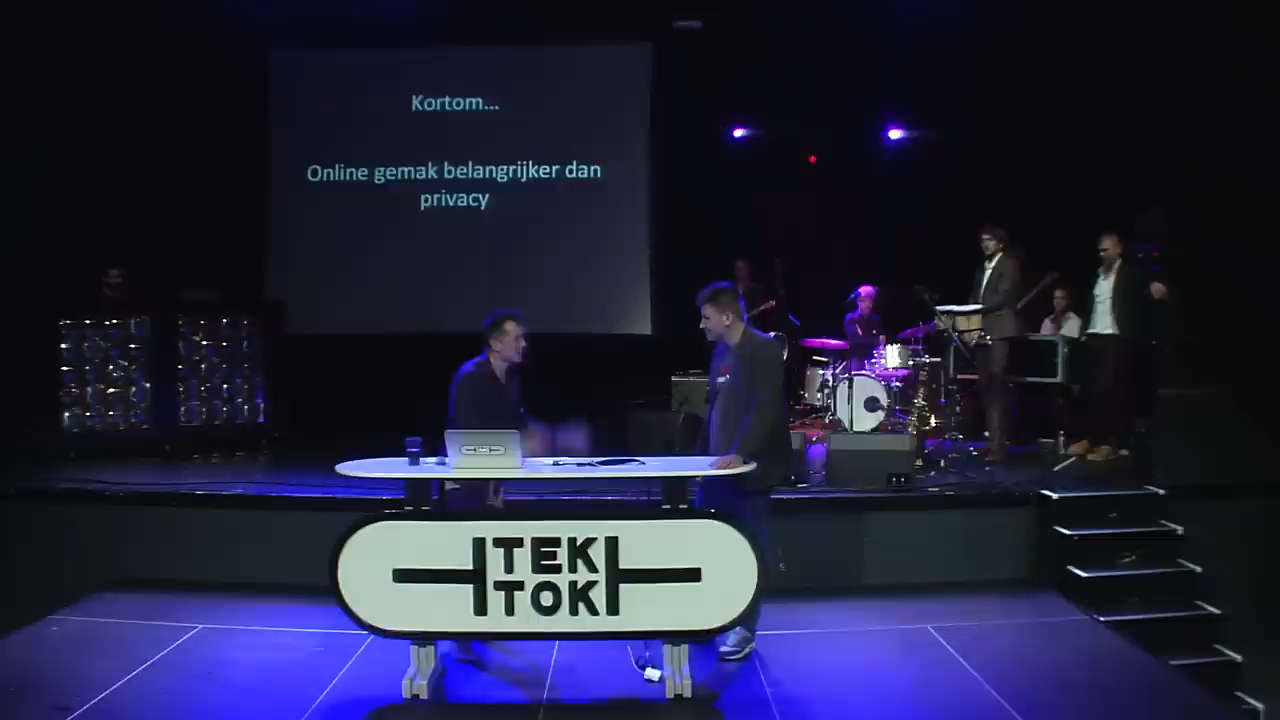 Kortom...
Online gemak belangrijker dan
privacy
TEK
TOK